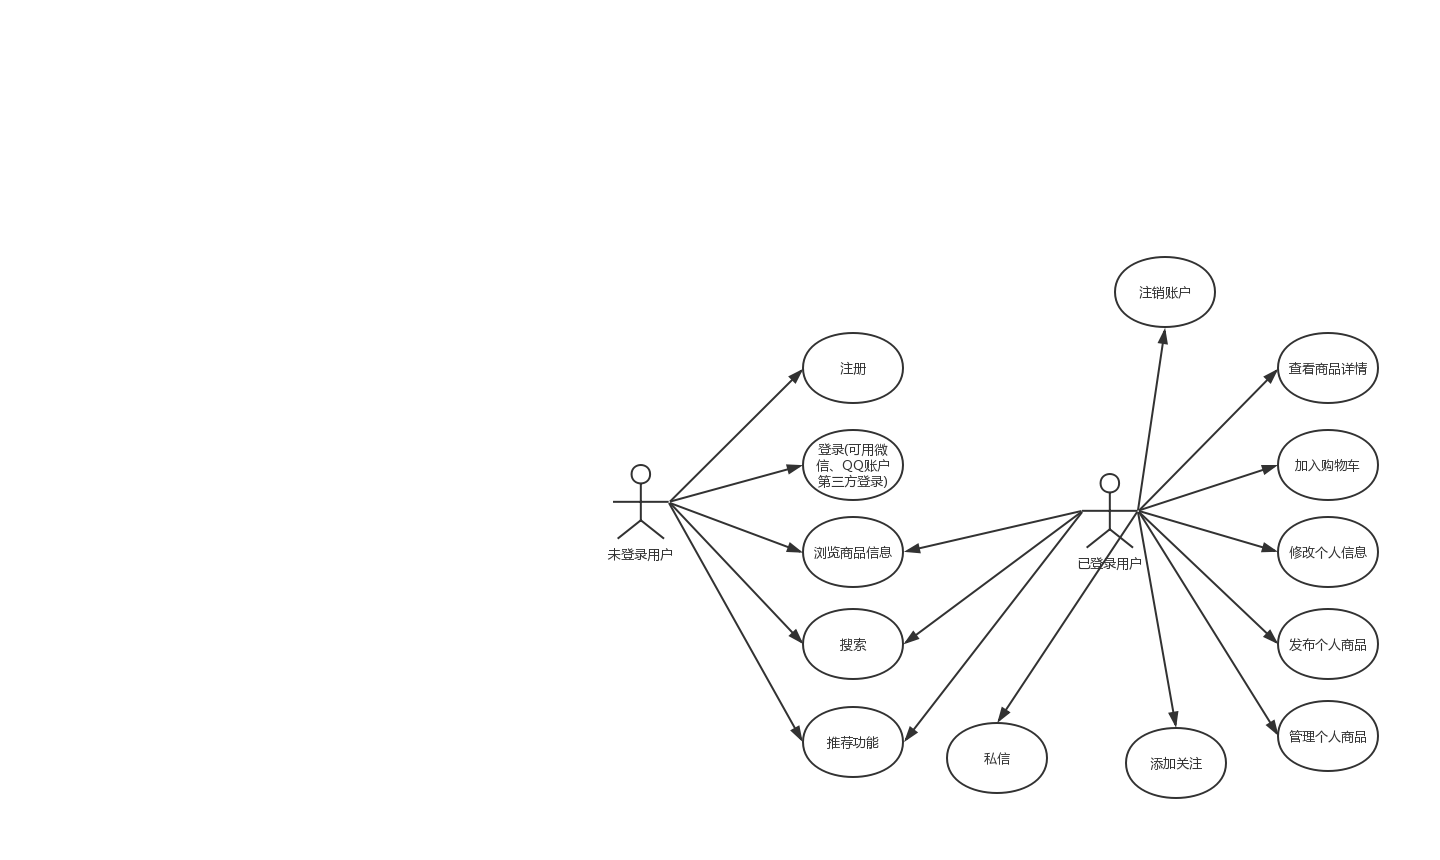 注销账户
注册
查看商品详情
登录(可用微
信、QQ账户
第三方登录)
加入购物车
未登录用户
浏览商品信息
已登录用户
修改个人信息
搜索
发布个人商品
推荐功能
私信
添加关注
管理个人商品